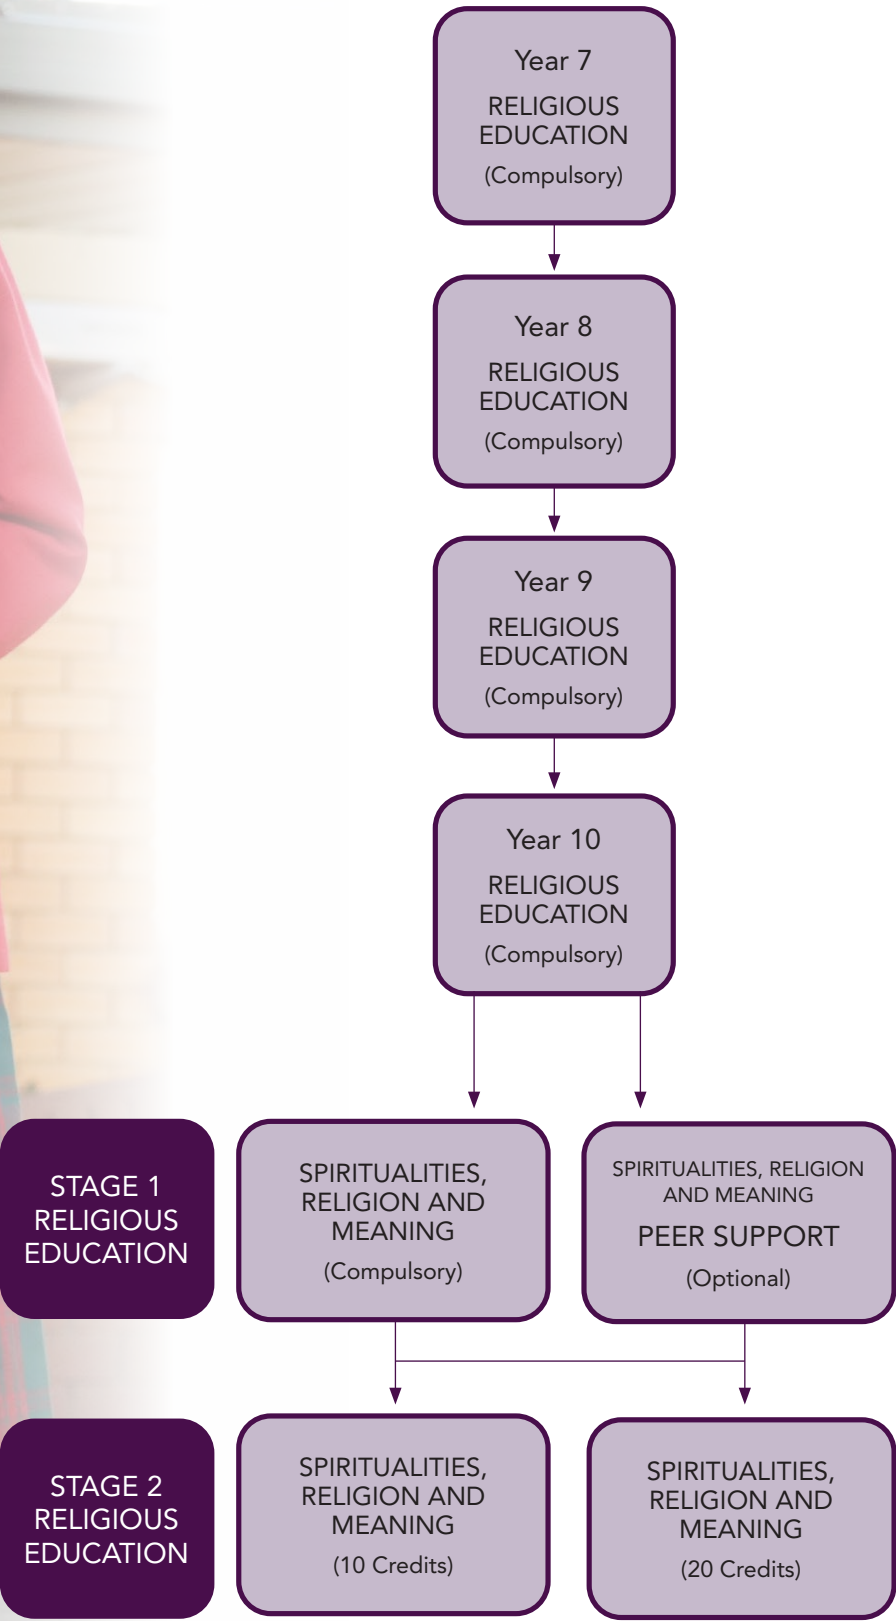 Year 7
RELIGIOUS
EDUCATION
(Compulsory)
Year 8
RELIGIOUS
EDUCATION
(Compulsory)
Year 9
RELIGIOUS
EDUCATION
(Compulsory)
Year 10
RELIGIOUS
EDUCATION
(Compulsory)
STAGE 1
RELIGIOUS
EDUCATION
SPIRITUALITIES,
RELIGION AND
MEANING
(Compulsory)
SPIRITUALITIES, RELIGION
AND MEANING
PEER SUPPORT
(Optional)
STAGE 2
RELIGIOUS
EDUCATION
SPIRITUALITIES,
RELIGION AND
MEANING
(10 Credits)
SPIRITUALITIES,
RELIGION AND
MEANING
(20 Credits)